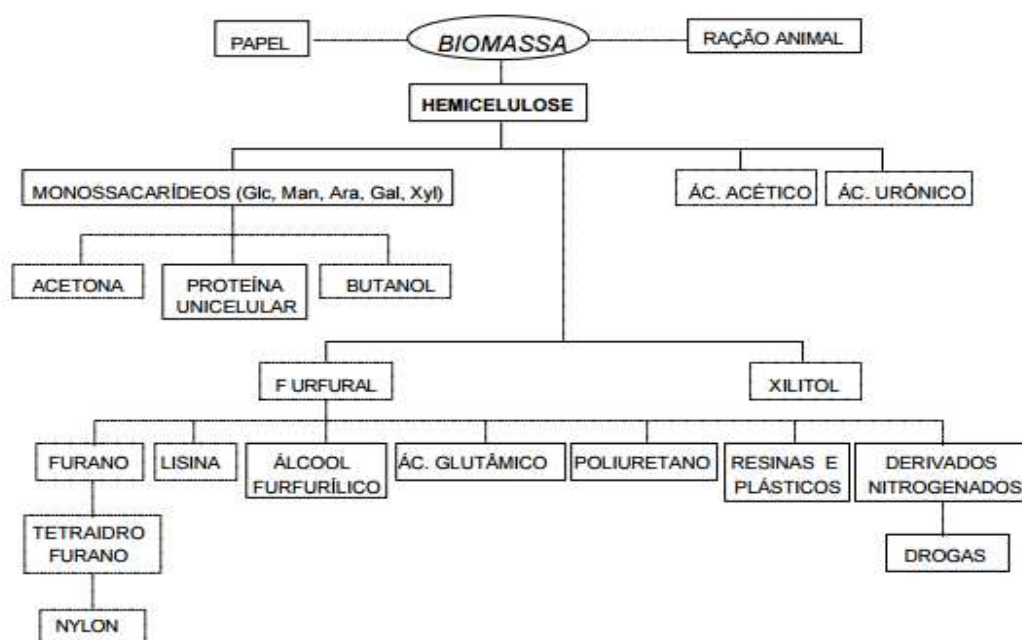 PAPEL
BIOMASSA
RAÇÃO ANIMAL
HEMICELULOSE
MONOSSACARÍDEOS (Glc, Man, Ara, Gal, Xyl)
ÁC. ACÉTICO
ÁC. URÔNICO
ACETONA
PROTEÍNA
UNICELULAR
BUTANOL
F URFURAL
XILITOL
FURANO
LISINA
ÁLCOOL
FURFURÍLICO
ÁC. GLUTÂMICO
POLIURETANO
RESINAS E
PLÁSTICOS
DERIVADOS
NITROGENADOS
TETRAIDRO
FURANO
DROGAS
NYLON